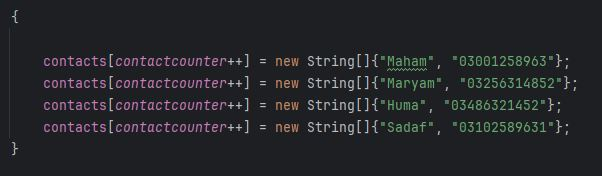 {
contacts[contactcounter++] = new String[]{"Maham", "03001258963"};
contacts[contactcounter++] = new String[]{"Maryam", "03256314852"};
contacts[contactcounter++] = new String[]{"Huma", "03486321452"};
contacts[contactcounter++] = new String[]{"Sadaf", "03102589631"};
}